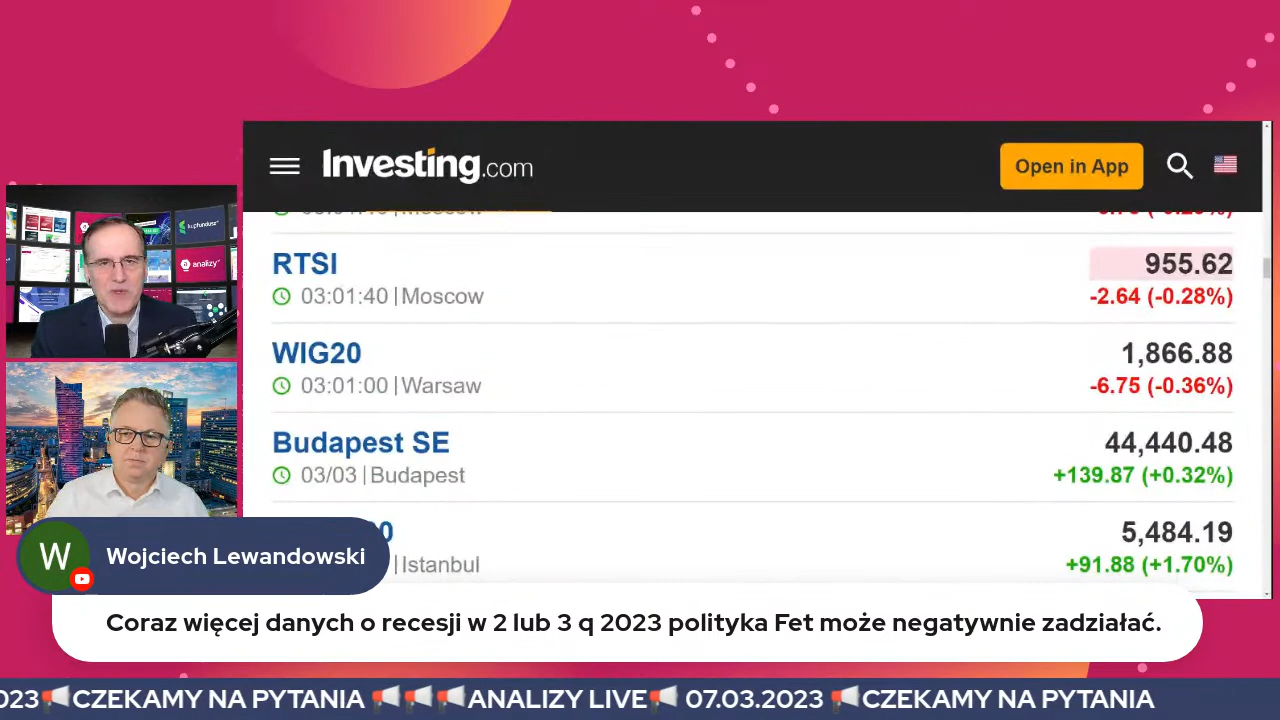 Investing.com
Open in App
RTSI
955.62
03:01:40 | Moscow
-2.64 (-0.28%)
WIG20
1,866.88
03:01:00 | Warsaw
-6.75 (-0.36%)
Budapest SE
44,440.48
03/03 | Budapest
+139.87 (+0.32%)
5,484.19
| Istanbul
+91.88 (+1.70%)
kupfundusz
analizy
W
Wojciech Lewandowski
Coraz więcej danych o recesji w 2 lub 3 q 2023 polityka Fet może negatywnie zadziałać.
023 CZEKAMY NA PYTANIA ANALIZY LIVE 07.03.2023 CZEKAMY NA PYTANIA